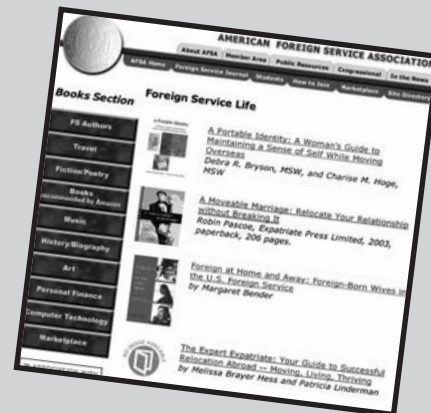 AMERICAN FOREIGN SERVICE ASSOCIATION
About AFSA Member Area Public Resources Congressional In the News
AFSA Home Foreign Service Journal Students How to Join Marketplace Site Directory
Books Section
FS Authors
Travel
Fiction/Poetry
Books
recommended by Amazon
Music
History/Biography
Art
Personal Finance
Computer Technology
Marketplace
IN ASSOCIATION WITH
Foreign Service Life
A Portable Identity: A Woman's Guide to
Maintaining a Sense of Self While Moving
Overseas
Debra R. Bryson, MSW, and Charise M. Hoge,
MSW
A Moveable Marriage: Relocate Your Relationship
without Breaking It
Robin Pascoe, Expatriate Press Limited, 2003,
paperback, 206 pages.
Foreign at Home and Away: Foreign-Born Wives in
the U.S. Foreign Service
by Margaret Bender
NO IMAGE AVAILABLE
The Expert Expatriate: Your Guide to Successful
Relocation Abroad -- Moving, Living, Thriving
by Melissa Brayer Hess and Patricia Linderman